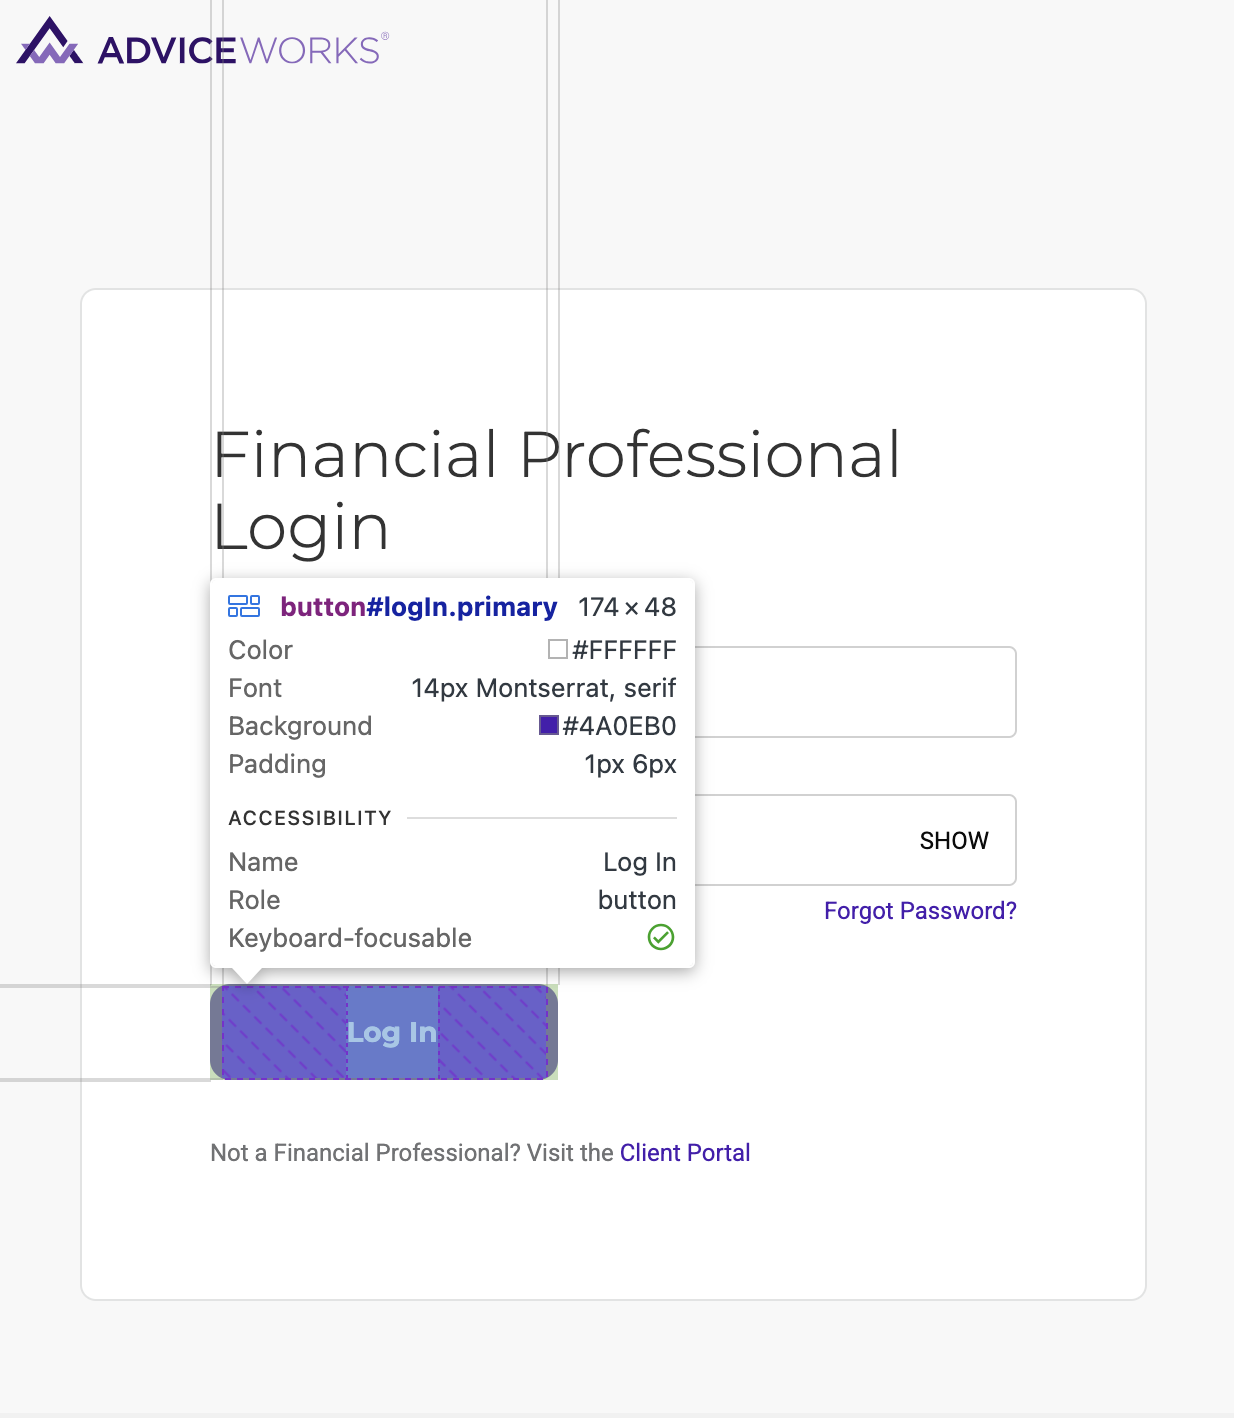 ADVICEWORKS®
Financial Professional
Login
button#logIn.primary 174 × 48
Color #FFFFFF
Font 14px Montserrat, serif
Background #4A0EB0
Padding 1px 6px
ACCESSIBILITY
Name Log In
Role button
Keyboard-focusable
SHOW
Forgot Password?
Log In
Not a Financial Professional? Visit the Client Portal